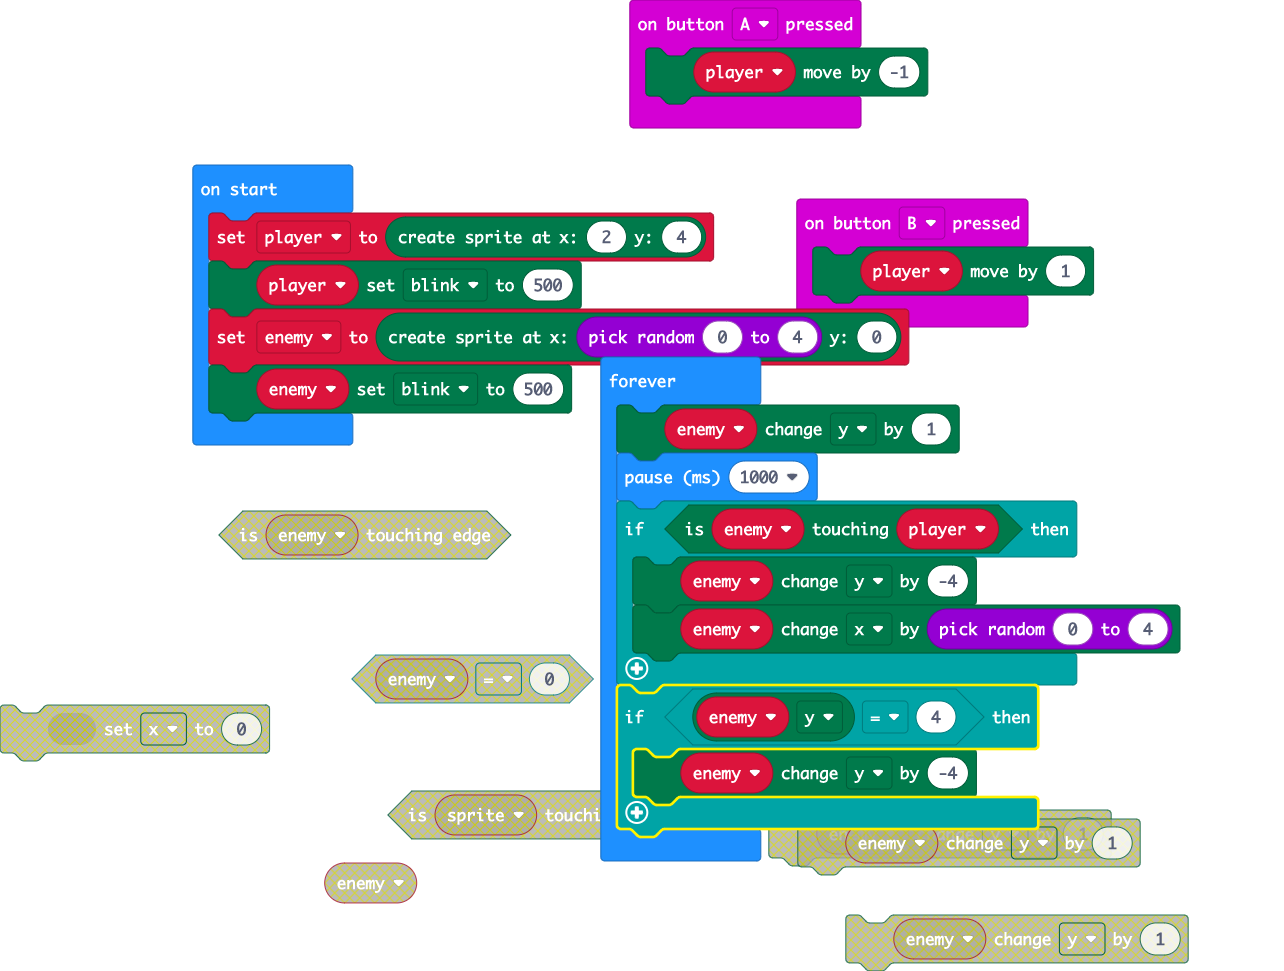 on button A pressed
player move by -1
on start
set player to create sprite at x: 2 y: 4
player set blink to 500
set enemy to create sprite at x: pick random 0 to 4 y: 0
enemy set blink to 500
on button B pressed
player move by 1
forever
enemy change y by 1
pause (ms) 1000
if is enemy touching player then
enemy change y by -4
enemy change x by pick random 0 to 4
if enemy y = 4 then
enemy change y by -4
is enemy touching edge
enemy = 0
set x to 0
is sprite touchi
enemy
enemy change y by 1
enemy change y by 1